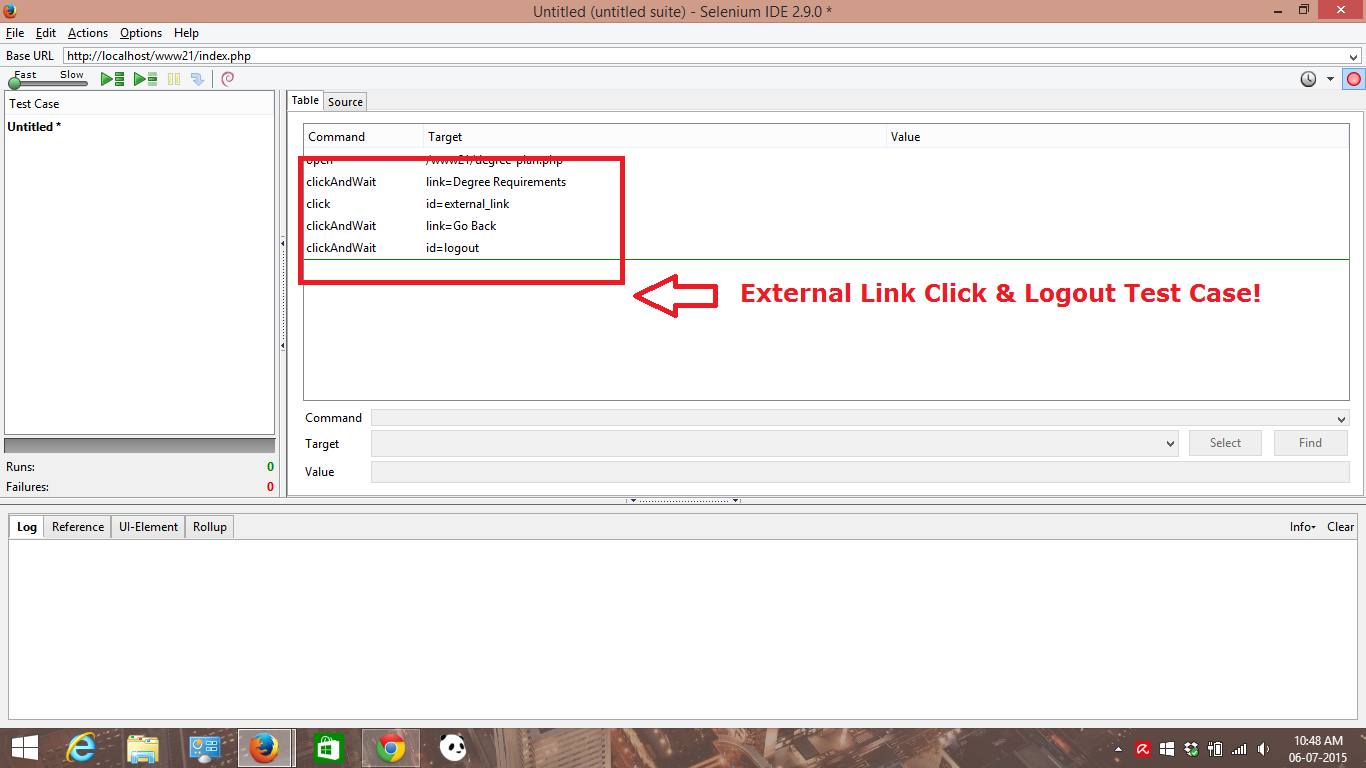 Untitled (untitled suite) - Selenium IDE 2.9.0 *
File Edit Actions Options Help
Base URL http://localhost/www21/index.php
Fast Slow
Test Case
Untitled *
Runs: 0
Failures: 0
Table Source
Command Target Value
open /www21/degree-plan.php
clickAndWait link=Degree Requirements
click id=external_link
clickAndWait link=Go Back
clickAndWait id=logout
External Link Click & Logout Test Case!
Command
Target Select Find
Value
Log Reference UI-Element Rollup Info Clear
10:48 AM
06-07-2015